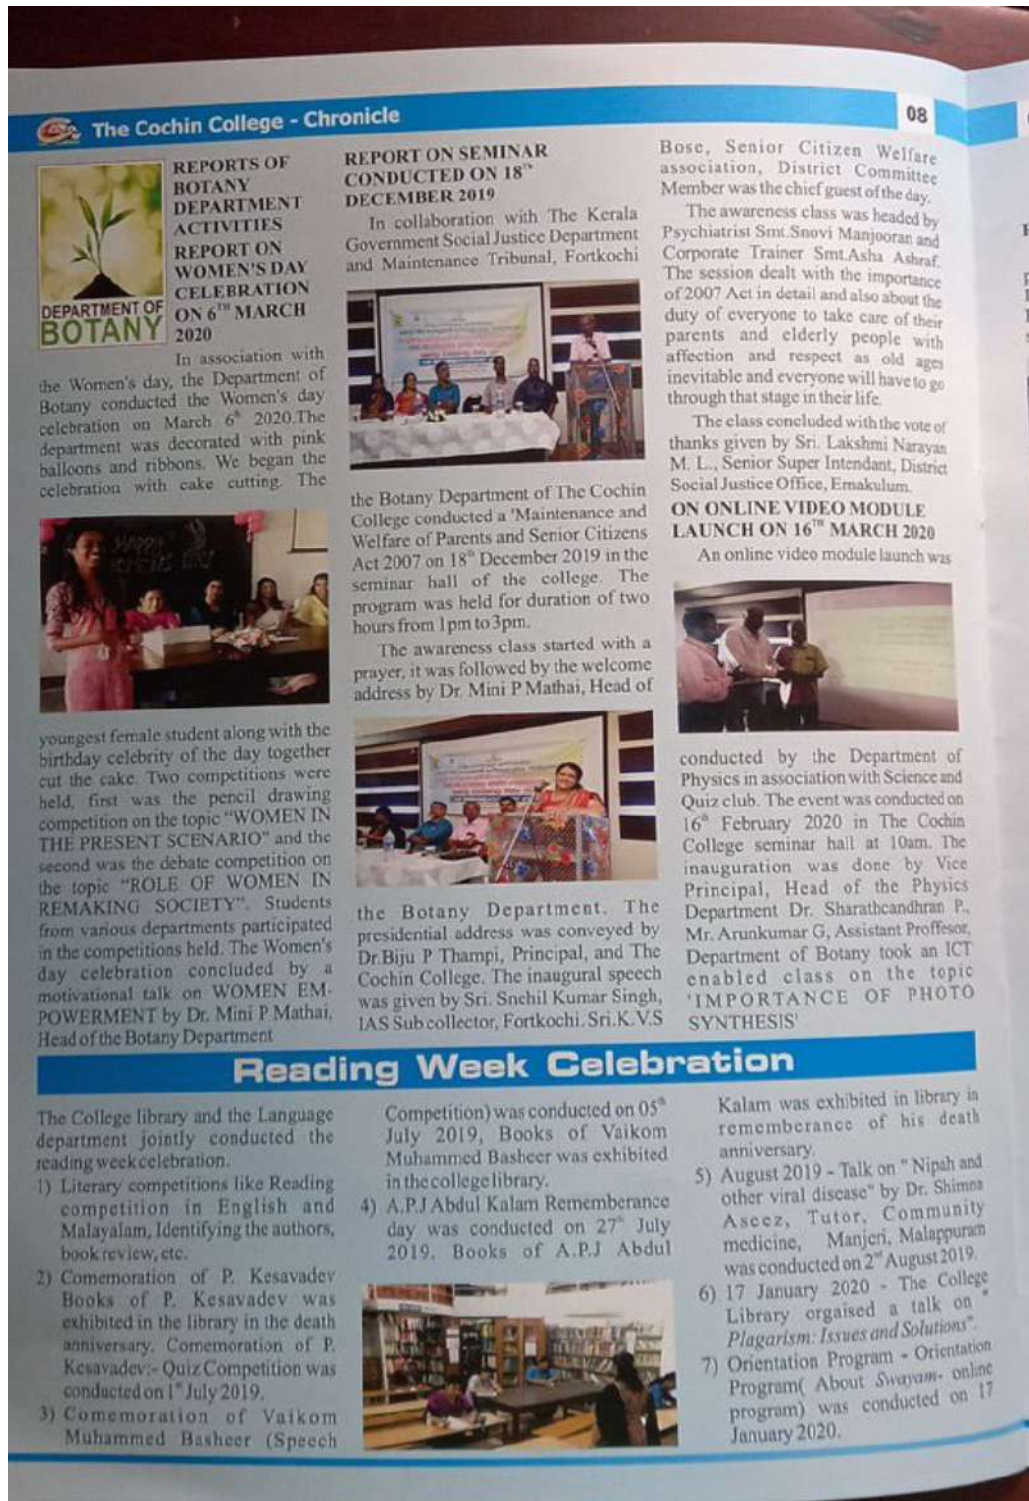 The Cochin College - Chronicle
08
DEPARTMENT OF
BOTANY
REPORTS OF
BOTANY
DEPARTMENT
ACTIVITIES
REPORT ON
WOMEN'S DAY
CELEBRATION
ON 6TH MARCH
2020
In association with
the Women's day, the Department of
Botany conducted the Women's day
celebration on March 6th 2020.The
department was decorated with pink
balloons and ribbons. We began the
celebration with cake cutting. The
HAPPY
WOMENS DAY
youngest female student along with the
birthday celebrity of the day together
cut the cake. Two competitions were
held, first was the pencil drawing
competition on the topic "WOMEN IN
THE PRESENT SCENARIO" and the
second was the debate competition on
the topic "ROLE OF WOMEN IN
REMAKING SOCIETY". Students
from various departments participated
in the competitions held. The Women's
day celebration concluded by a
motivational talk on WOMEN EM-
POWERMENT by Dr. Mini P Mathai,
Head of the Botany Department
REPORT ON SEMINAR
CONDUCTED ON 18TH
DECEMBER 2019
In collaboration with The Kerala
Government Social Justice Department
and Maintenance Tribunal, Fortkochi
the Botany Department of The Cochin
College conducted a 'Maintenance and
Welfare of Parents and Senior Citizens
Act 2007 on 18th December 2019 in the
seminar hall of the college. The
program was held for duration of two
hours from 1pm to 3pm.
The awareness class started with a
prayer, it was followed by the welcome
address by Dr. Mini P Mathai, Head of
the Botany Department. The
presidential address was conveyed by
Dr.Biju P Thampi, Principal, and The
Cochin College. The inaugural speech
was given by Sri. Snehil Kumar Singh,
IAS Sub collector, Fortkochi. Sri.K.V.S
Bose, Senior Citizen Welfare
association, District Committee
Member was the chief guest of the day.
The awareness class was headed by
Psychiatrist Smt.Snovi Manjooran and
Corporate Trainer Smt.Asha Ashraf.
The session dealt with the importance
of 2007 Act in detail and also about the
duty of everyone to take care of their
parents and elderly people with
affection and respect as old ages
inevitable and everyone will have to go
through that stage in their life.
The class concluded with the vote of
thanks given by Sri. Lakshmi Narayan
M. L., Senior Super Intendant, District
Social Justice Office, Ernakulum.
ON ONLINE VIDEO MODULE
LAUNCH ON 16TH MARCH 2020
An online video module launch was
conducted by the Department of
Physics in association with Science and
Quiz club. The event was conducted on
16th February 2020 in The Cochin
College seminar hall at 10am. The
inauguration was done by Vice
Principal, Head of the Physics
Department Dr. Sharathcandhran P.,
Mr. Arunkumar G, Assistant Proffesor,
Department of Botany took an ICT
enabled class on the topic
'IMPORTANCE OF PHOTO
SYNTHESIS'
Reading Week Celebration
The College library and the Language
department jointly conducted the
reading week celebration.
1) Literary competitions like Reading
competition in English and
Malayalam, Identifying the authors,
book review, etc.
2) Comemoration of P. Kesavadev
Books of P. Kesavadev was
exhibited in the library in the death
anniversary. Comemoration of P.
Kesavadev:- Quiz Competition was
conducted on 1st July 2019.
3) Comemoration of Vaikom
Muhammed Basheer (Speech
Competition) was conducted on 05th
July 2019, Books of Vaikom
Muhammed Basheer was exhibited
in the college library.
4) A.P.J Abdul Kalam Rememberance
day was conducted on 27th July
2019. Books of A.P.J Abdul
Kalam was exhibited in library in
rememberance of his death
anniversary.
5) August 2019 - Talk on " Nipah and
other viral disease" by Dr. Shimna
Aseez, Tutor, Community
medicine, Manjeri, Malappuram
was conducted on 2nd August 2019.
6) 17 January 2020 - The College
Library orgaised a talk on "
Plagarism: Issues and Solutions".
7) Orientation Program - Orientation
Program( About Swayam- online
program) was conducted on 17
January 2020.